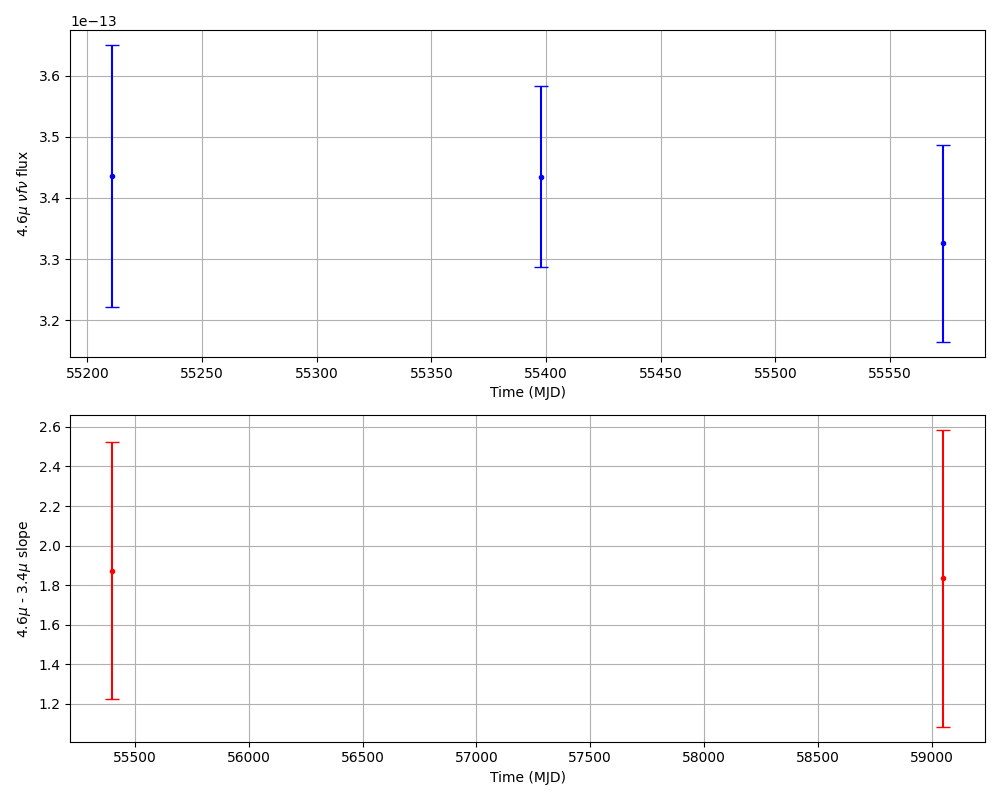 1e−13
3.6
3.5
3.4
3.3
3.2
4.6μ νfν flux
55200 55250 55300 55350 55400 55450 55500 55550
Time (MJD)
2.6
2.4
2.2
2.0
1.8
1.6
1.4
1.2
4.6μ - 3.4μ slope
55500 56000 56500 57000 57500 58000 58500 59000
Time (MJD)